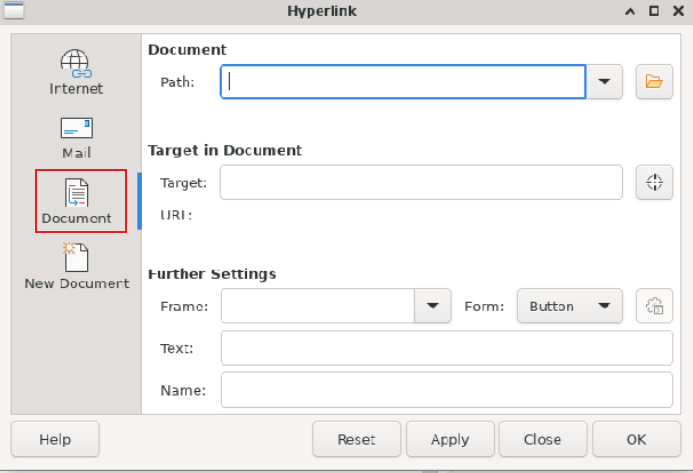 Hyperlink
Internet
Mail
Document
New Document
Document
Path:
Target in Document
Target:
URL:
Further Settings
Frame:
Form:
Button
Text:
Name:
Help
Reset
Apply
Close
OK